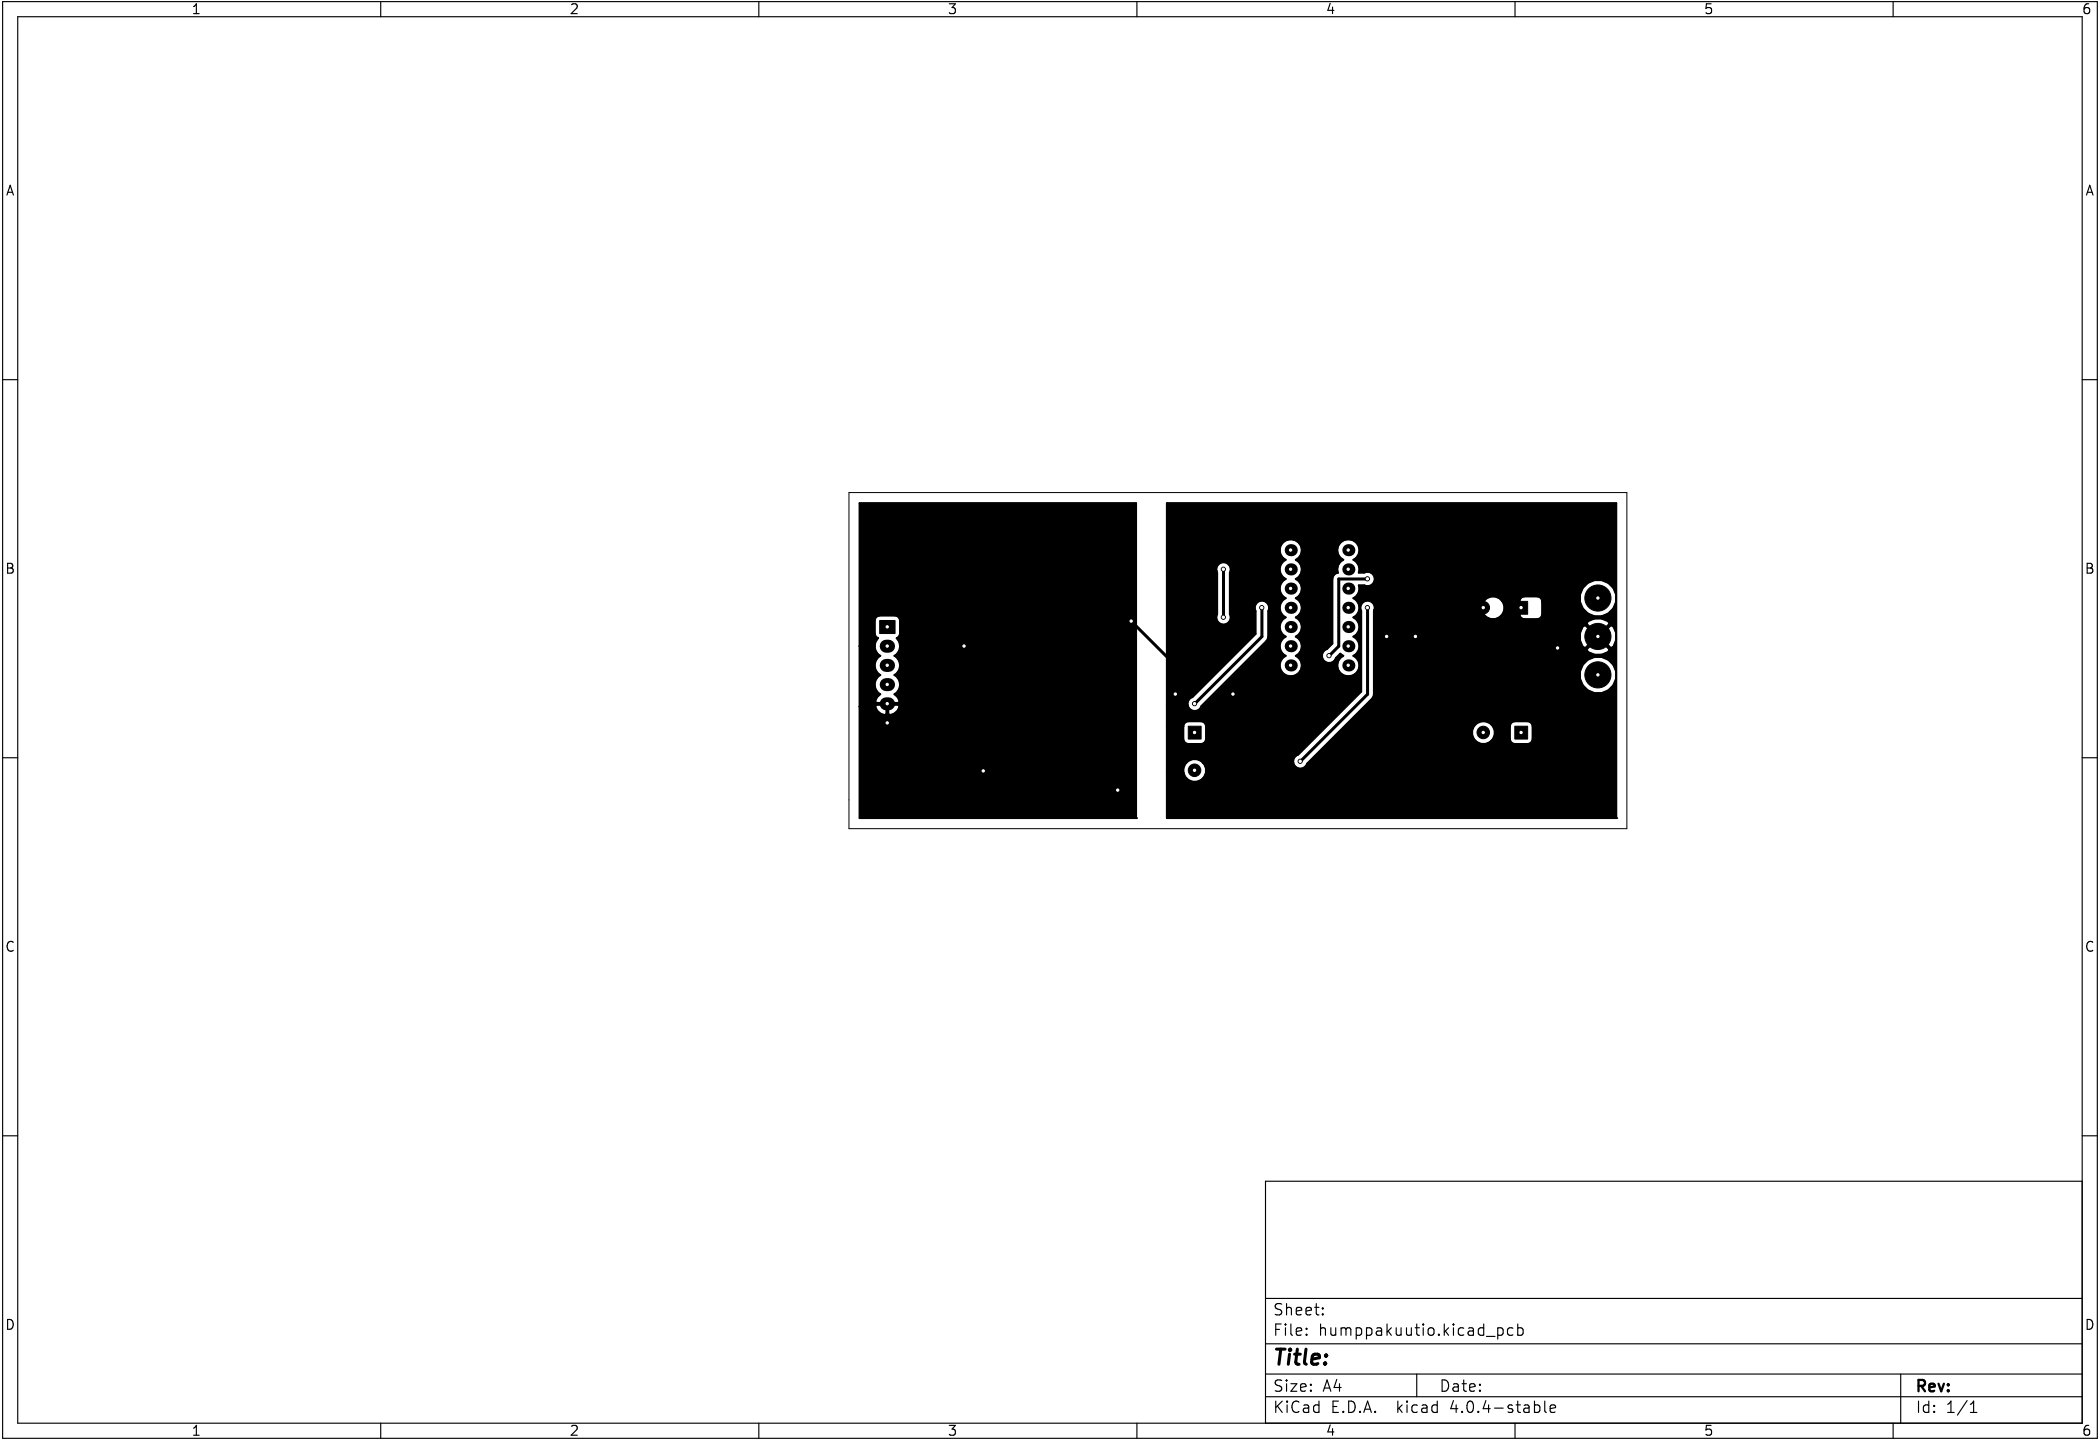 1 2 3 4 5 6
A A
B B
C C
D D
Sheet:
File: humppakuutio.kicad_pcb
Title:
Size: A4 Date: Rev:
KiCad E.D.A. kicad 4.0.4-stable Id: 1/1
1 2 3 4 5 6